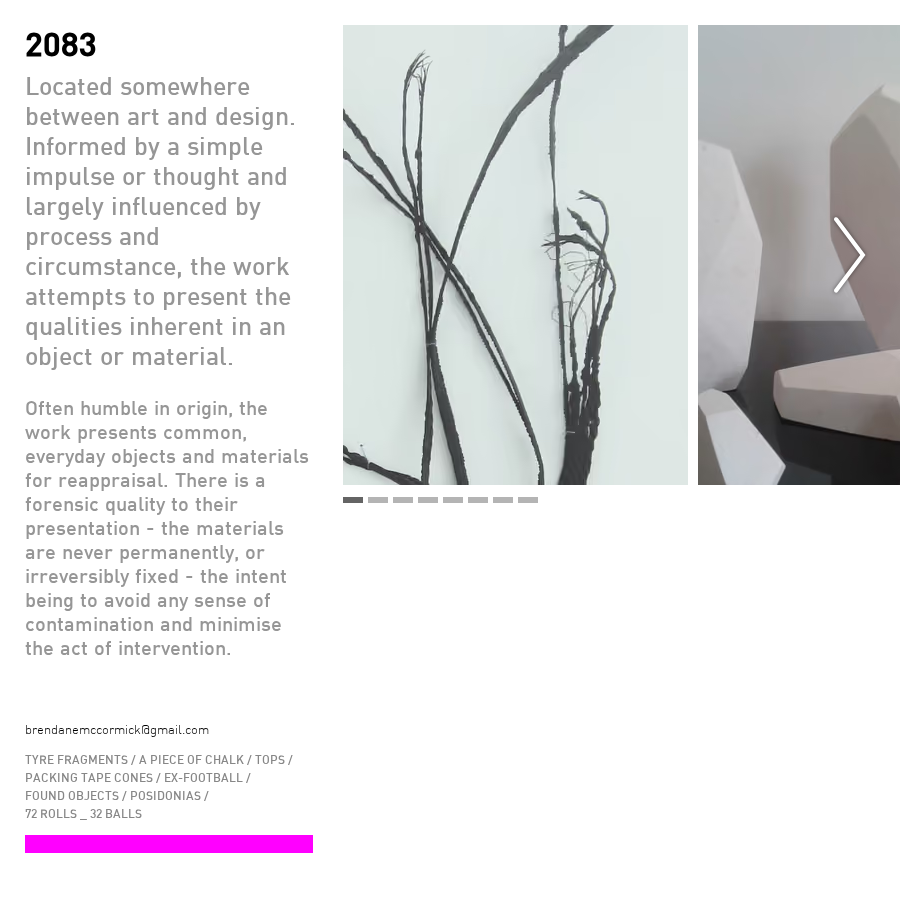 2083
Located somewhere
between art and design.
Informed by a simple
impulse or thought and
largely influenced by
process and
circumstance, the work
attempts to present the
qualities inherent in an
object or material.
Often humble in origin, the
work presents common,
everyday objects and materials
for reappraisal. There is a
forensic quality to their
presentation - the materials
are never permanently, or
irreversibly fixed - the intent
being to avoid any sense of
contamination and minimise
the act of intervention.
brendanemccormick@gmail.com
TYRE FRAGMENTS / A PIECE OF CHALK / TOPS /
PACKING TAPE CONES / EX-FOOTBALL /
FOUND OBJECTS / POSIDONIAS /
72 ROLLS _ 32 BALLS